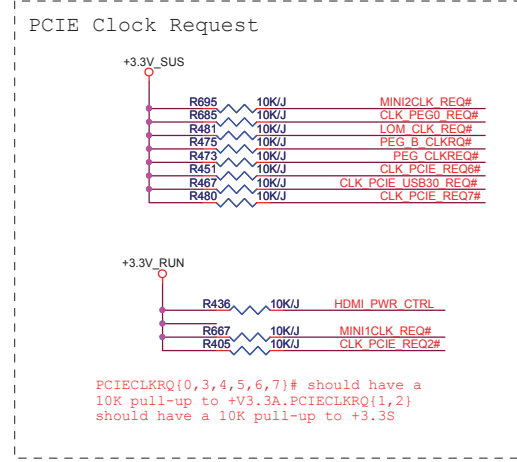 PCIE Clock Request
+3.3V_SUS
R695 10K/J MINI2CLK_REQ#
R685 10K/J CLK_PEG0_REQ#
R481 10K/J LOM_CLK_REQ#
R475 10K/J PEG_B_CLKRQ#
R473 10K/J PEG_CLKREQ#
R451 10K/J CLK_PCIE_REQ6#
R467 10K/J CLK_PCIE_USB30_REQ#
R480 10K/J CLK_PCIE_REQ7#
+3.3V_RUN
R436 10K/J HDMI_PWR_CTRL
R667 10K/J MINI1CLK_REQ#
R405 10K/J CLK_PCIE_REQ2#
PCIECLKRQ{0,3,4,5,6,7}# should have a
10K pull-up to +V3.3A.PCIECLKRQ{1,2}
should have a 10K pull-up to +3.3S